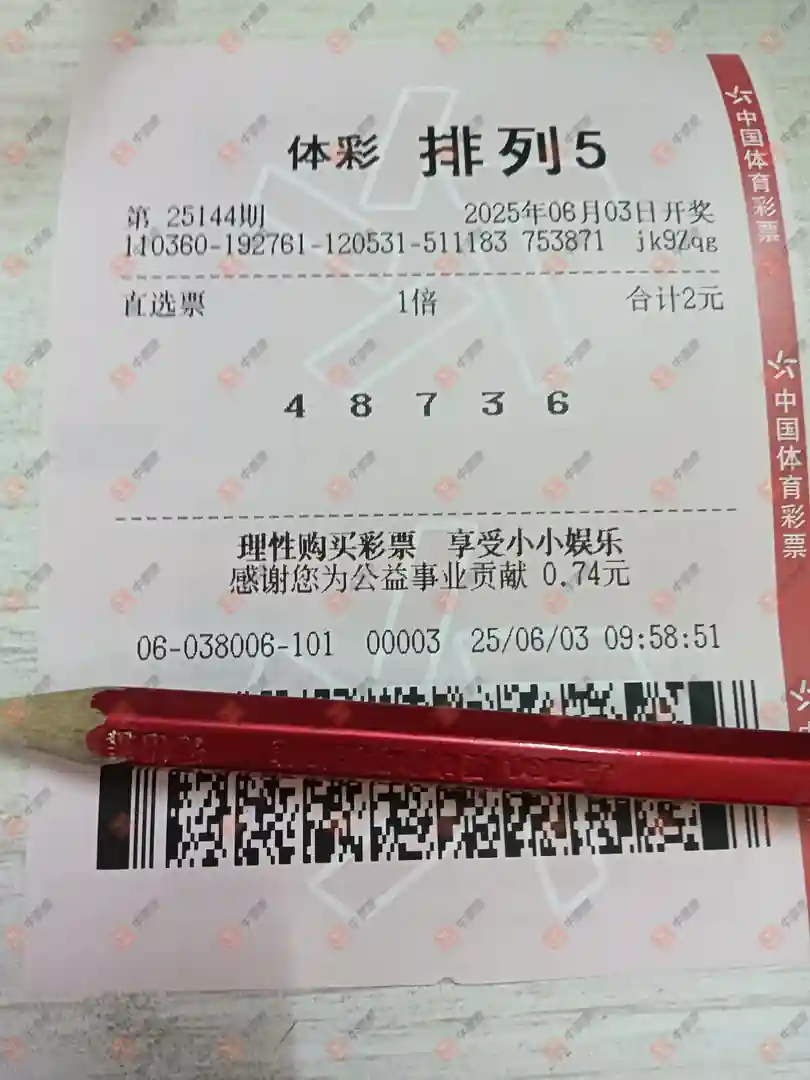 体彩 排列5
第 25144期 2025年06月03日开奖
110360-192761-120531-511183 753871 jk9Zqg
直选票 1倍 合计2元
4 8 7 3 6
理性购买彩票 享受小小娱乐
感谢您为公益事业贡献 0.74元
06-038006-101 00003 25/06/03 09:58:51
中国体育彩票
中国体育彩票